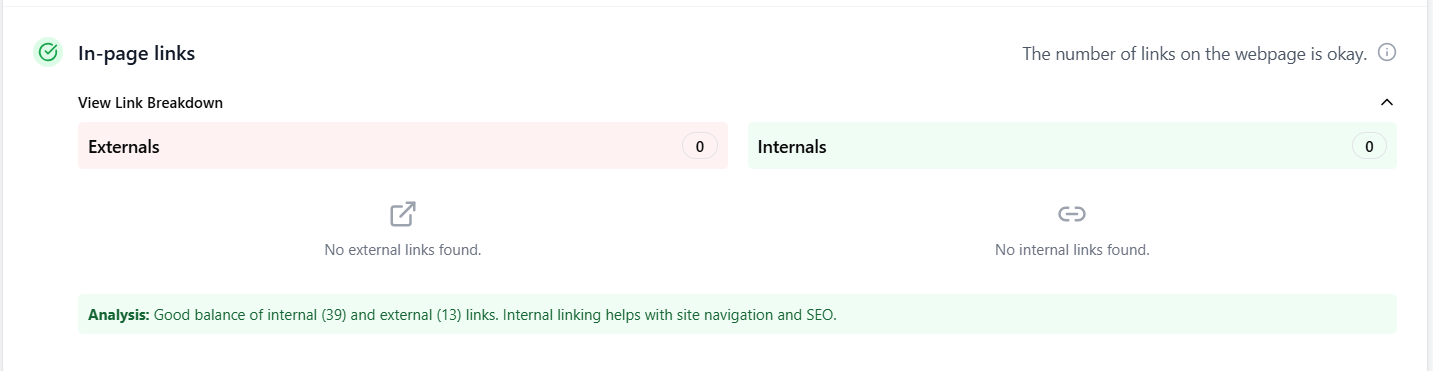 In-page links
The number of links on the webpage is okay.
View Link Breakdown
Externals 0
Internals 0
No external links found.
No internal links found.
Analysis: Good balance of internal (39) and external (13) links. Internal linking helps with site navigation and SEO.